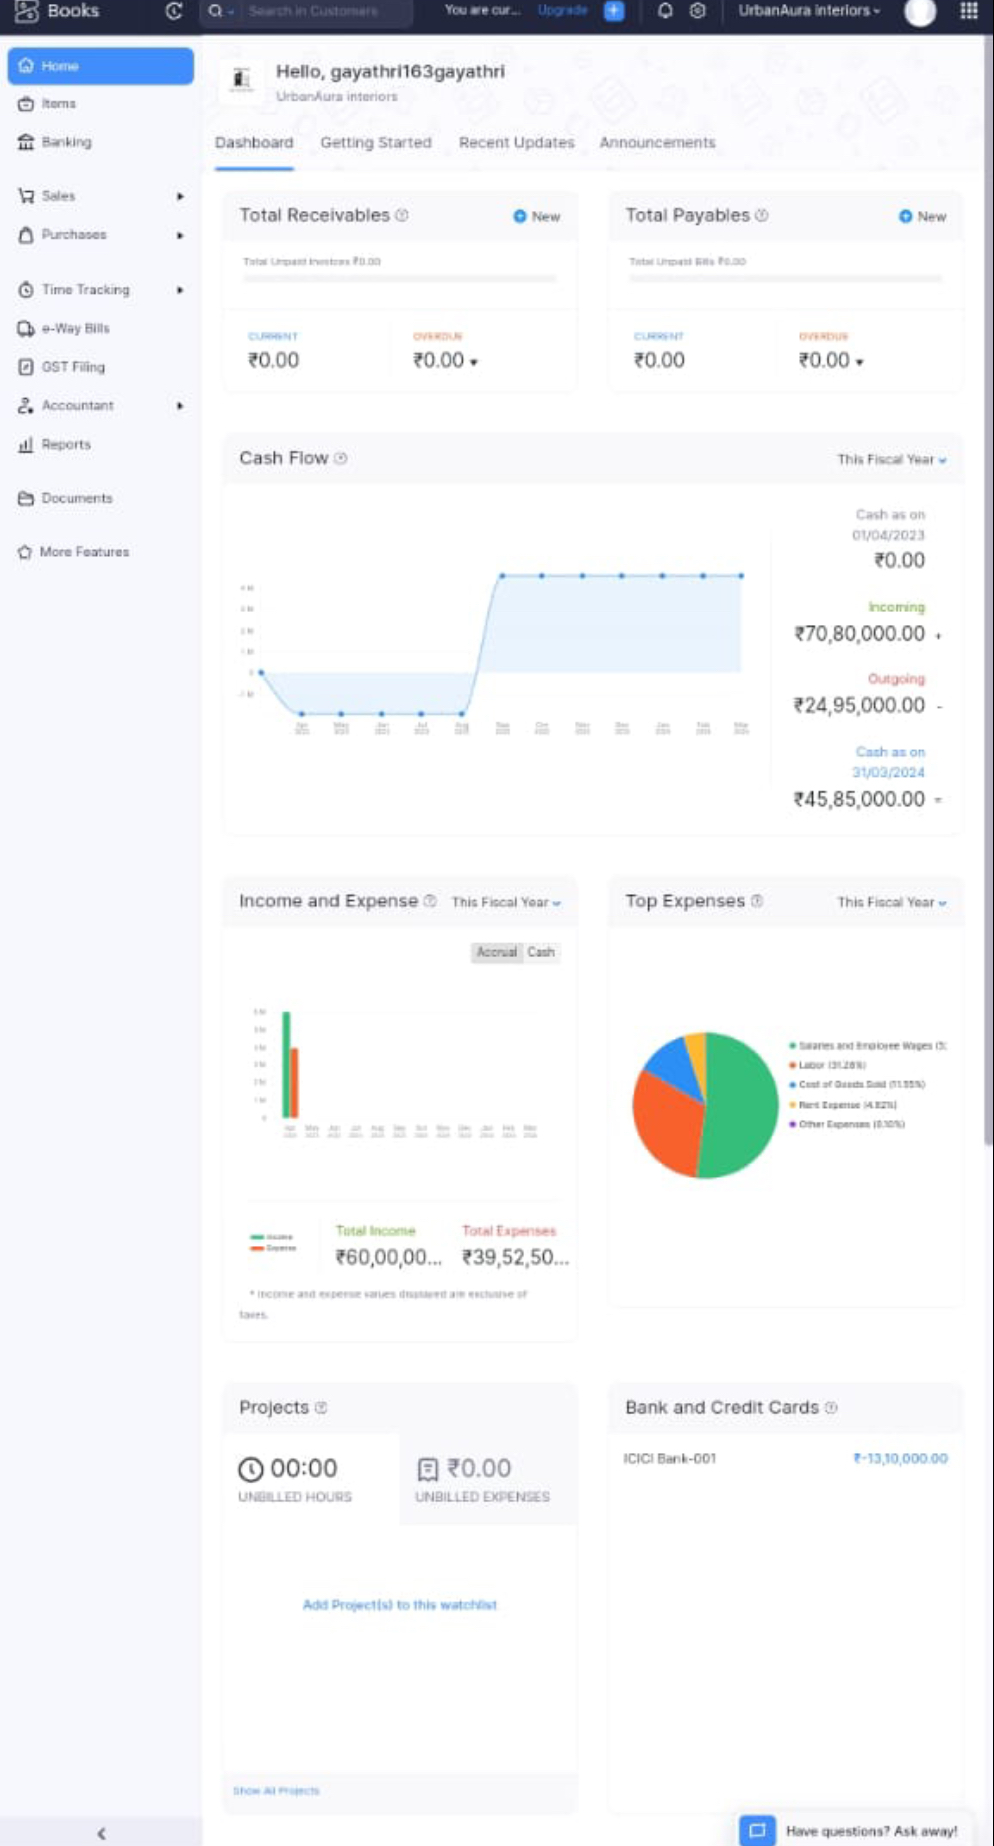 Books
Search in Customers
You are cur... Upgrade
UrbanAura interiors
Home
Items
Banking
Sales
Purchases
Time Tracking
e-Way Bills
GST Filing
Accountant
Reports
Documents
More Features
Hello, gayathri163gayathri
UrbanAura interiors
Dashboard Getting Started Recent Updates Announcements
Total Receivables New
Total Unpaid Invoices ₹0.00
CURRENT OVERDUE
₹0.00 ₹0.00
Total Payables New
Total Unpaid Bills ₹0.00
CURRENT OVERDUE
₹0.00 ₹0.00
Cash Flow This Fiscal Year
Cash as on
01/04/2023
₹0.00
Incoming
₹70,80,000.00 +
Outgoing
₹24,95,000.00 -
Cash as on
31/03/2024
₹45,85,000.00 =
Income and Expense This Fiscal Year
Accrual Cash
Income
Expense
Total Income Total Expenses
₹60,00,00... ₹39,52,50...
* Income and expense values displayed are exclusive of
taxes.
Top Expenses This Fiscal Year
Salaries and Employee Wages
Labor (31.28%)
Cost of Goods Sold (11.55%)
Rent Expense (4.82%)
Other Expenses (0.10%)
Projects
00:00 ₹0.00
UNBILLED HOURS UNBILLED EXPENSES
Add Project(s) to this watchlist
Show All Projects
Bank and Credit Cards
ICICI Bank-001 ₹-13,10,000.00
Have questions? Ask away!